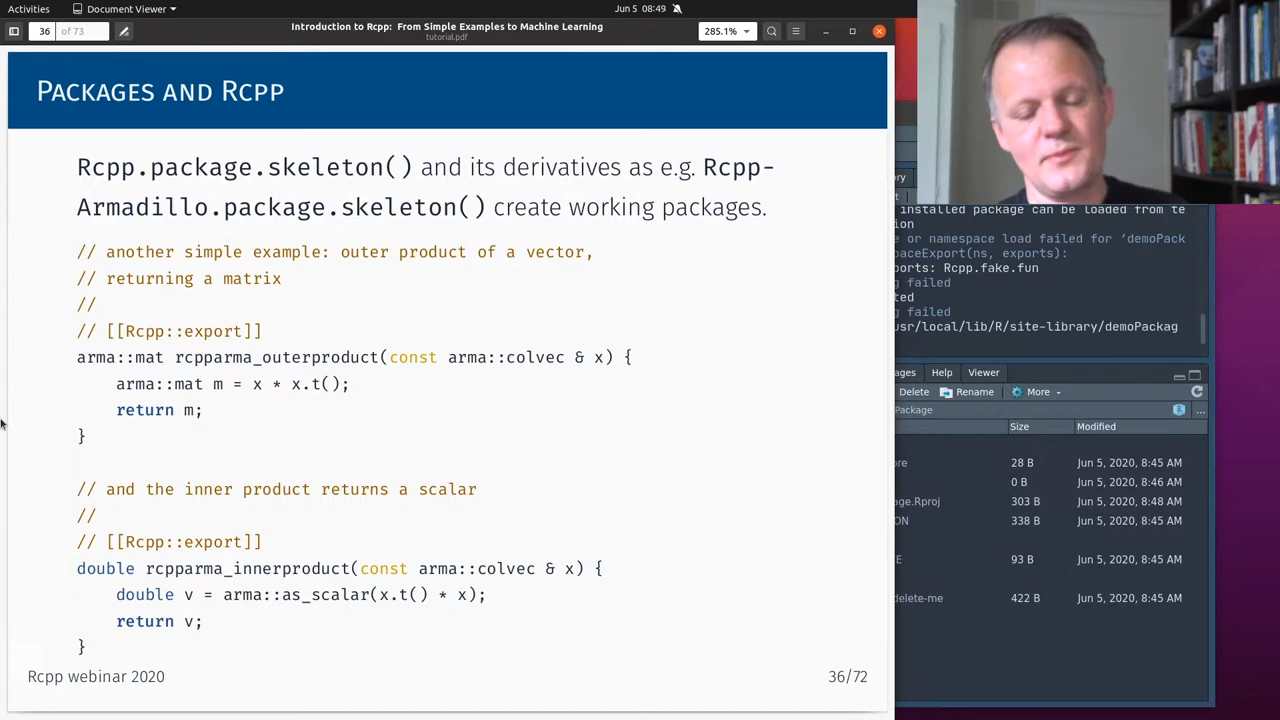 Activities
Document Viewer
Jun 5 08:49
36
of 73
Introduction to Rcpp: From Simple Examples to Machine Learning
tutorial.pdf
285.1%
PACKAGES AND RCPP
Rcpp.package.skeleton() and its derivatives as e.g. Rcpp-
Armadillo.package.skeleton() create working packages.
// another simple example: outer product of a vector,
// returning a matrix
//
// [[Rcpp::export]]
arma::mat rcpparma_outerproduct(const arma::colvec & x) {
    arma::mat m = x * x.t();
    return m;
}
// and the inner product returns a scalar
//
// [[Rcpp::export]]
double rcpparma_innerproduct(const arma::colvec & x) {
    double v = arma::as_scalar(x.t() * x);
    return v;
}
Rcpp webinar 2020
36/72
ry
installed package can be loaded from te
ion
e or namespace load failed for ‘demoPack
paceExport(ns, exports):
ports: Rcpp.fake.fun
g failed
ted
g failed
usr/local/lib/R/site-library/demoPackag
ages Help Viewer
Delete Rename More
Package
...
Size Modified
ore 28 B Jun 5, 2020, 8:45 AM
0 B Jun 5, 2020, 8:46 AM
age.Rproj 303 B Jun 5, 2020, 8:48 AM
ON 338 B Jun 5, 2020, 8:45 AM
E 93 B Jun 5, 2020, 8:45 AM
delete-me 422 B Jun 5, 2020, 8:45 AM